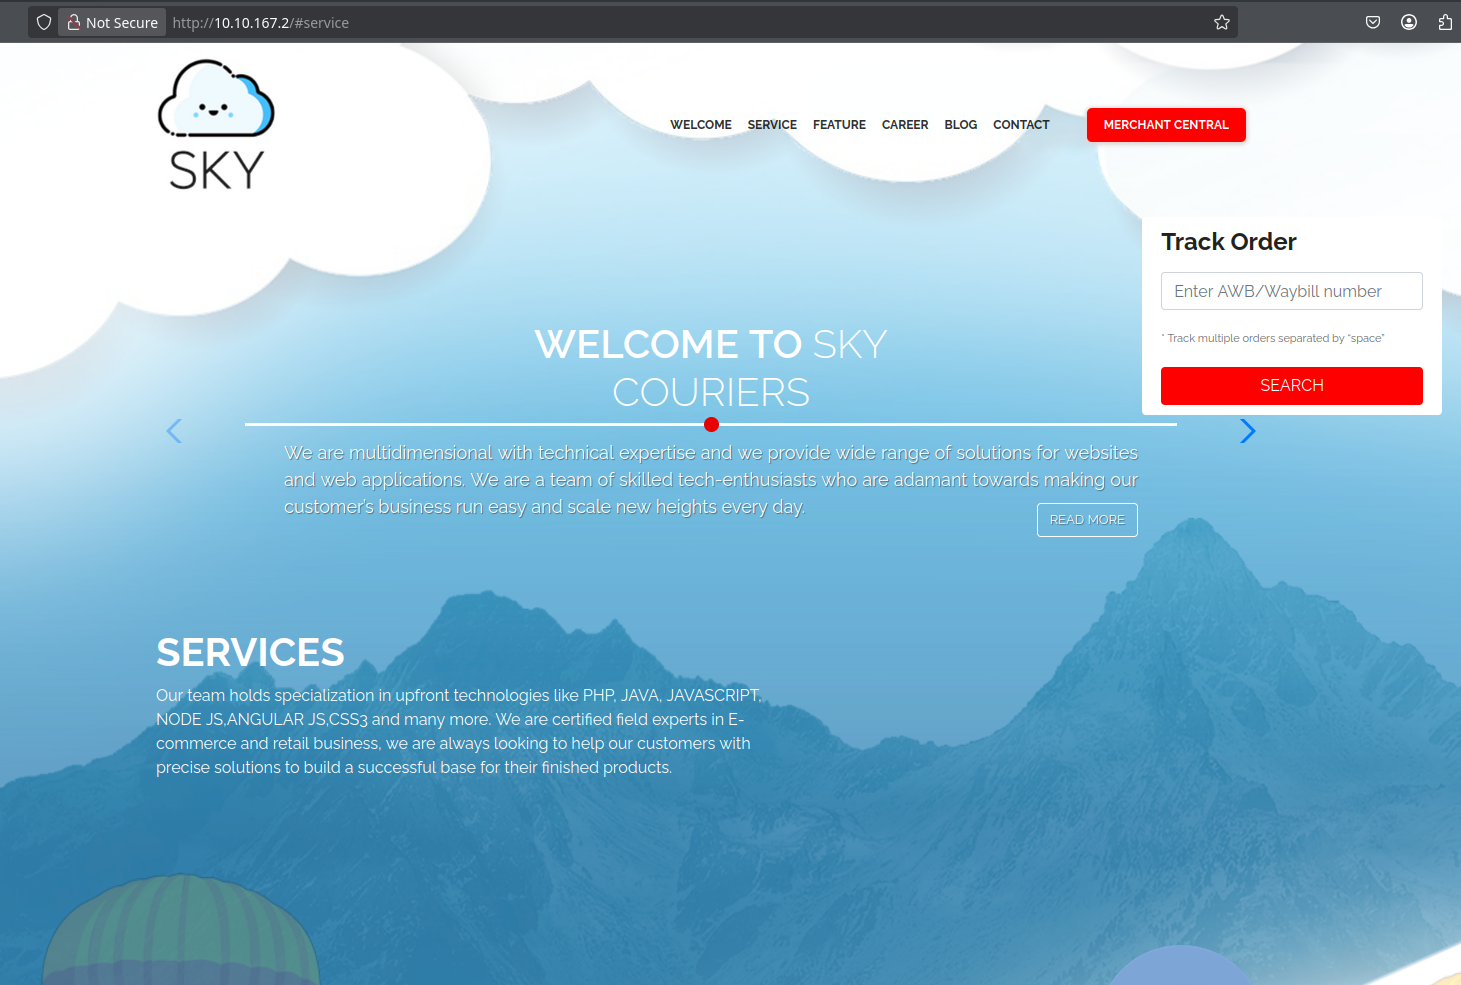 Not Secure http://10.10.167.2/#service
SKY
WELCOME SERVICE FEATURE CAREER BLOG CONTACT MERCHANT CENTRAL
Track Order
Enter AWB/Waybill number
* Track multiple orders separated by "space"
SEARCH
WELCOME TO SKY
COURIERS
We are multidimensional with technical expertise and we provide wide range of solutions for websites
and web applications. We are a team of skilled tech-enthusiasts who are adamant towards making our
customer's business run easy and scale new heights every day.
READ MORE
SERVICES
Our team holds specialization in upfront technologies like PHP, JAVA, JAVASCRIPT,
NODE JS,ANGULAR JS,CSS3 and many more. We are certified field experts in E-
commerce and retail business, we are always looking to help our customers with
precise solutions to build a successful base for their finished products.